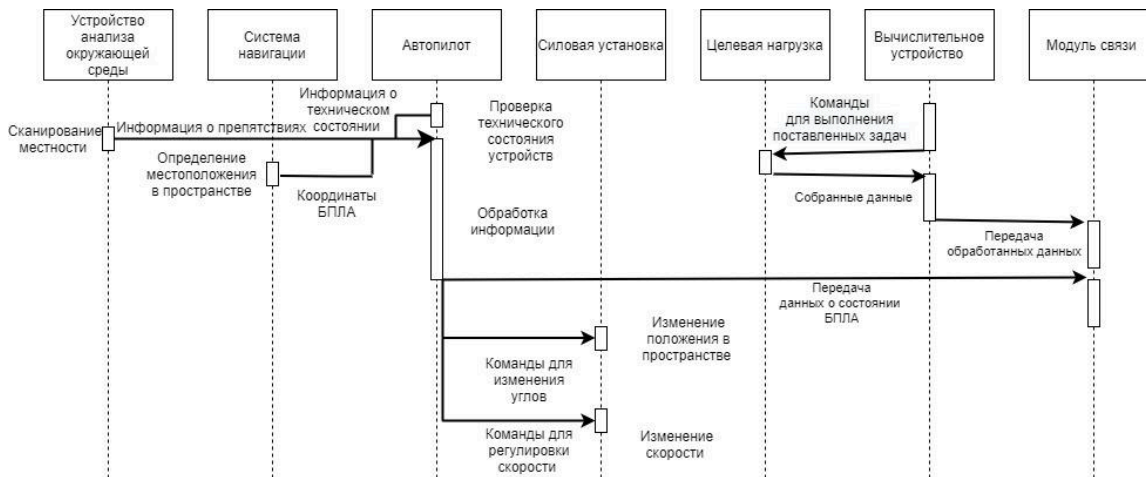 Устройство
анализа
окружающей
среды
Система
навигации
Автопилот
Силовая установка
Целевая нагрузка
Вычислительное
устройство
Модуль связи
Сканирование
местности
Информация о препятствиях
Информация о
техническом
состоянии
Проверка
технического
состояния
устройств
Определение
местоположения
в пространстве
Координаты
БПЛА
Обработка
информации
Команды
для выполнения
поставленных задач
Собранные данные
Передача
обработанных данных
Передача
данных о состоянии
БПЛА
Изменение
положения в
пространстве
Команды для
изменения
углов
Команды для
регулировки
скорости
Изменение
скорости